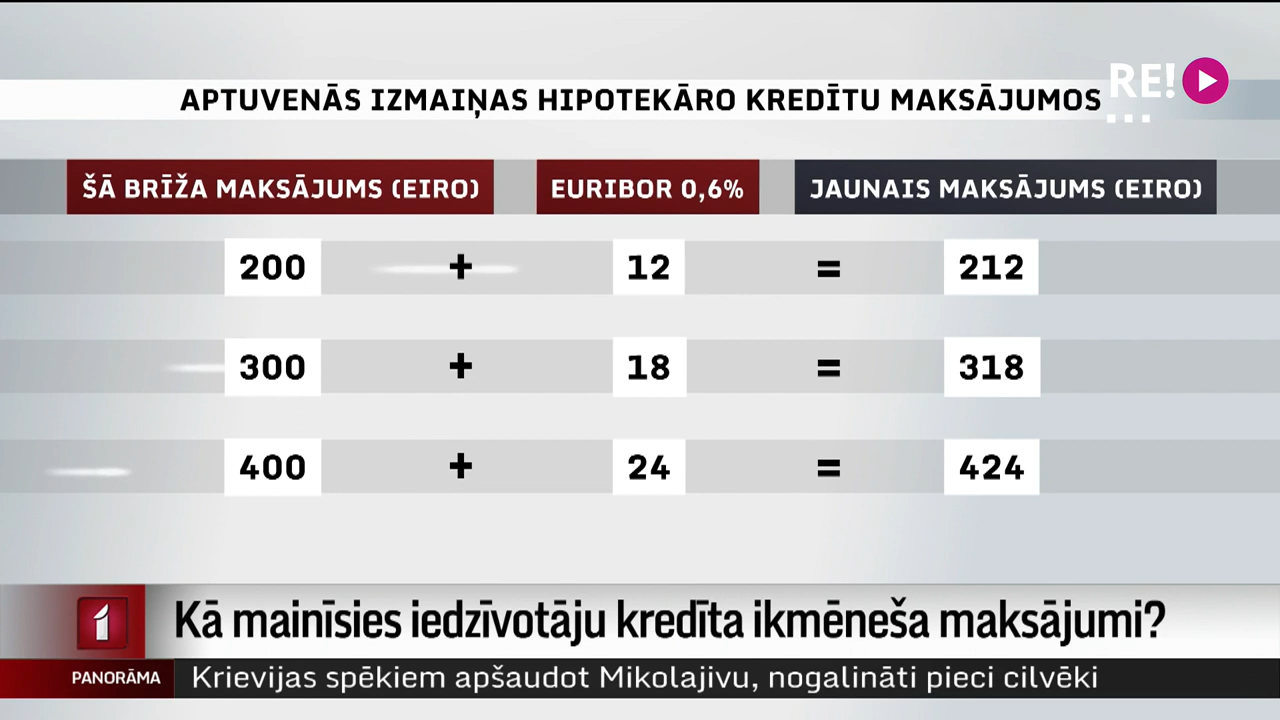 RE!
APTUVENĀS IZMAIŅAS HIPOTEKĀRO KREDĪTU MAKSĀJUMOS
ŠĀ BRĪŽA MAKSĀJUMS (EIRO) EURIBOR 0,6% JAUNAIS MAKSĀJUMS (EIRO)
200 + 12 = 212
300 + 18 = 318
400 + 24 = 424
1 Kā mainīsies iedzīvotāju kredīta ikmēneša maksājumi?
PANORĀMA Krievijas spēkiem apšaudot Mikolajivu, nogalināti pieci cilvēki